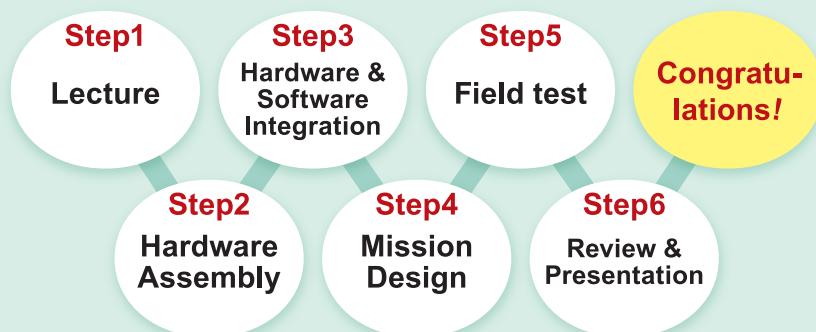 Step1
Lecture
Step2
Hardware
Assembly
Step3
Hardware &
Software
Integration
Step4
Mission
Design
Step5
Field test
Step6
Review &
Presentation
Congratu-
lations!